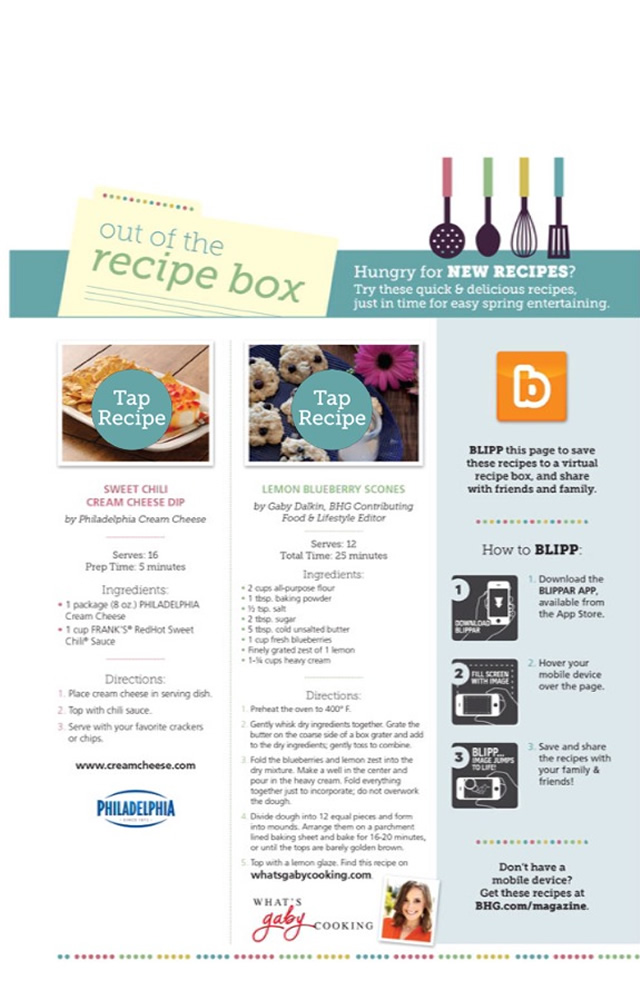 out of the
recipe box
Hungry for NEW RECIPES?
Try these quick & delicious recipes,
just in time for easy spring entertaining.
Tap
Recipe
SWEET CHILI
CREAM CHEESE DIP
by Philadelphia Cream Cheese
Serves: 16
Prep Time: 5 minutes
Ingredients:
• 1 package (8 oz.) PHILADELPHIA
Cream Cheese
• 1 cup FRANK'S® RedHot Sweet
Chili® Sauce
Directions:
1. Place cream cheese in serving dish.
2. Top with chili sauce.
3. Serve with your favorite crackers
or chips.
www.creamcheese.com
PHILADELPHIA
Tap
Recipe
LEMON BLUEBERRY SCONES
by Gaby Dalkin, BHG Contributing
Food & Lifestyle Editor
Serves: 12
Total Time: 25 minutes
Ingredients:
• 2 cups all-purpose flour
• 1 tbsp. baking powder
• ½ tsp. salt
• 2 tbsp. sugar
• 5 tbsp. cold unsalted butter
• 1 cup fresh blueberries
• Finely grated zest of 1 lemon
• 1-¼ cups heavy cream
Directions:
1. Preheat the oven to 400° F.
2. Gently whisk dry ingredients together. Grate the
butter on the coarse side of a box grater and add
to the dry ingredients; gently toss to combine.
3. Fold the blueberries and lemon zest into the
dry mixture. Make a well in the center and
pour in the heavy cream. Fold everything
together just to incorporate; do not overwork
the dough.
4. Divide dough into 12 equal pieces and form
into mounds. Arrange them on a parchment
lined baking sheet and bake for 16-20 minutes,
or until the tops are barely golden brown.
5. Top with a lemon glaze. Find this recipe on
whatsgabycooking.com.
WHAT'S
gaby COOKING
b
BLIPP this page to save
these recipes to a virtual
recipe box, and share
with friends and family.
How to BLIPP:
1
DOWNLOAD
BLIPPAR
1. Download the
BLIPPAR APP,
available from
the App Store.
2
FILL SCREEN
WITH IMAGE
2. Hover your
mobile device
over the page.
3
BLIPP...
IMAGE JUMPS
TO LIFE!
3. Save and share
the recipes with
your family &
friends!
Don't have a
mobile device?
Get these recipes at
BHG.com/magazine.